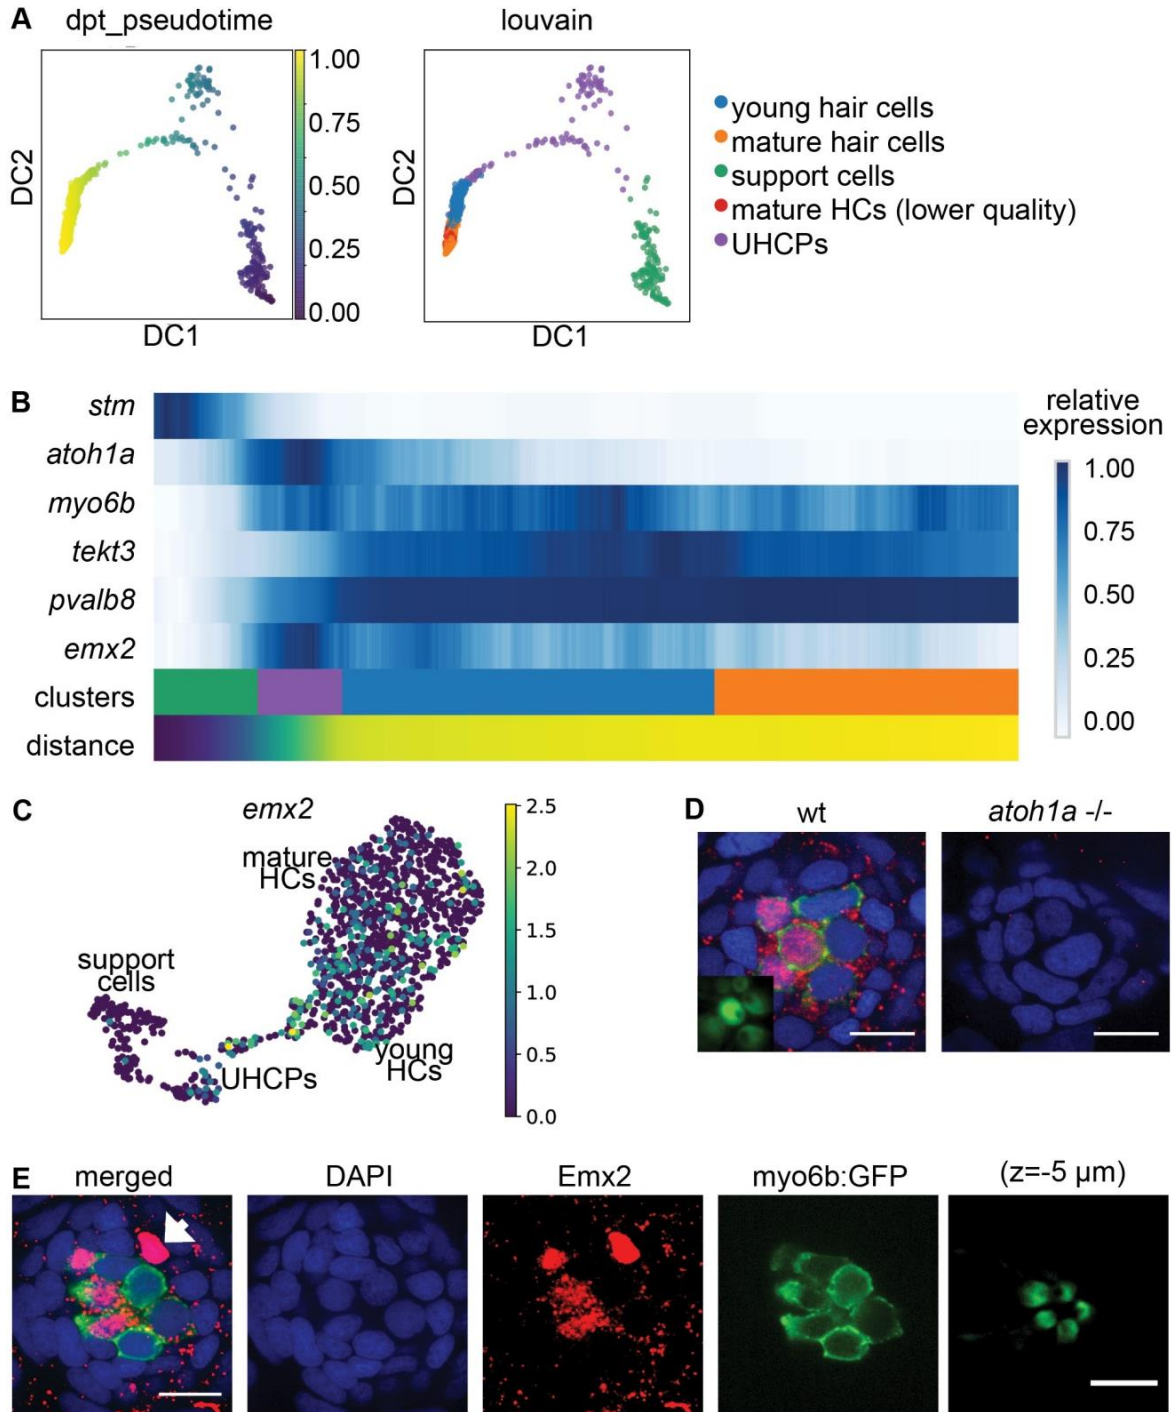 A dpt_pseudotime louvain
1.00
0.75
0.50
0.25
0.00
DC2
DC1
DC2
DC1
young hair cells
mature hair cells
support cells
mature HCs (lower quality)
UHCPs
B
stm
atoh1a
myo6b
tekt3
pvalb8
emx2
clusters
distance
relative
expression
1.00
0.75
0.50
0.25
0.00
C
emx2
mature
HCs
support
cells
UHCPs
young
HCs
2.5
2.0
1.5
1.0
0.5
0.0
D
wt
atoh1a -/-
E
merged
DAPI
Emx2
myo6b:GFP
(z=-5 μm)